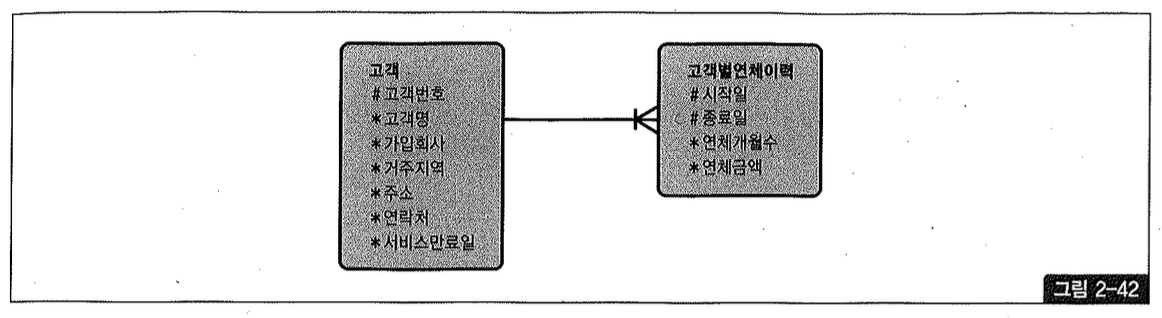 고객
#고객번호
*고객명
*가입회사
*거주지역
*주소
*연락처
*서비스만료일
고객별연체이력
#시작일
#종료일
*연체개월수
*연체금액
그림 2-42